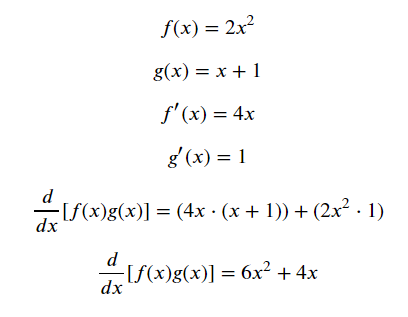 f(x) = 2x²
g(x) = x + 1
f′(x) = 4x
g′(x) = 1
d/dx [f(x)g(x)] = (4x · (x + 1)) + (2x² · 1)
d/dx [f(x)g(x)] = 6x² + 4x